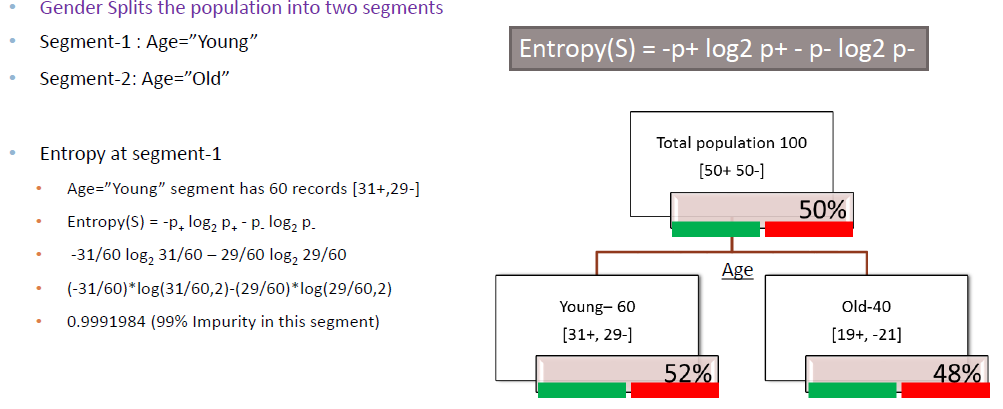 Gender Splits the population into two segments
Segment-1 : Age=”Young”
Segment-2: Age=”Old”
Entropy at segment-1
Age=”Young” segment has 60 records [31+,29-]
Entropy(S) = -p+ log2 p+ - p- log2 p-
-31/60 log2 31/60 – 29/60 log2 29/60
(-31/60)*log(31/60,2)-(29/60)*log(29/60,2)
0.9991984 (99% Impurity in this segment)
Entropy(S) = -p+ log2 p+ - p- log2 p-
Total population 100
[50+ 50-]
50%
Age
Young– 60
[31+, 29-]
52%
Old-40
[19+, -21]
48%